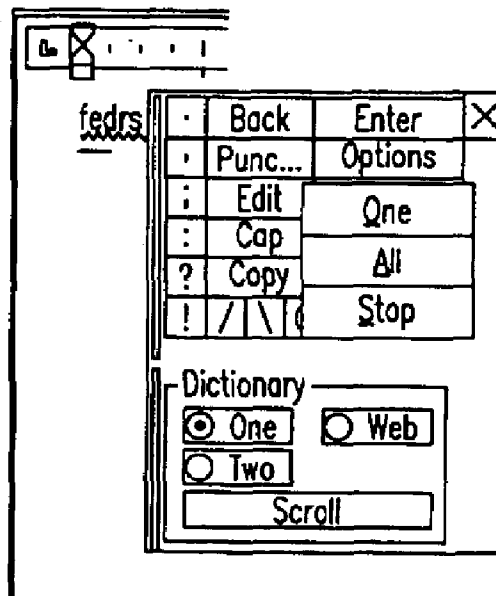 fedrs
. Back Enter X
' Punc... Options
; Edit One
: Cap All
? Copy Stop
! / \ (
Dictionary
One Web
Two
Scroll